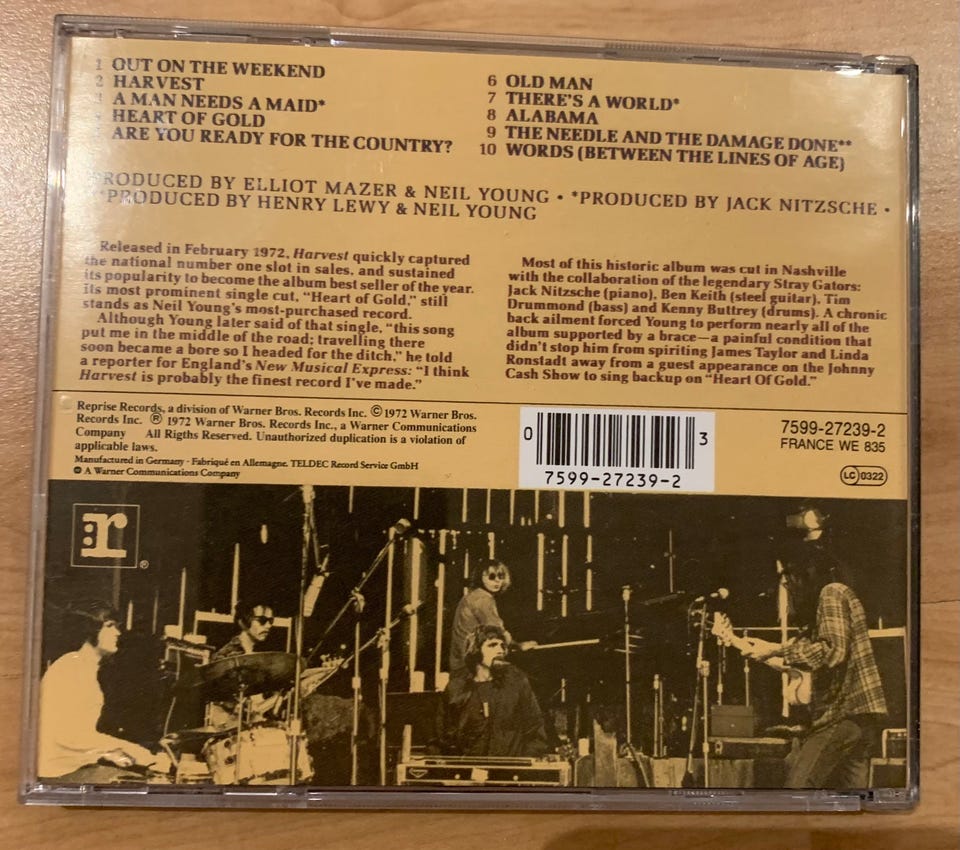 1 OUT ON THE WEEKEND
2 HARVEST
3 A MAN NEEDS A MAID*
4 HEART OF GOLD
ARE YOU READY FOR THE COUNTRY?
6 OLD MAN
7 THERE'S A WORLD*
8 ALABAMA
9 THE NEEDLE AND THE DAMAGE DONE**
10 WORDS (BETWEEN THE LINES OF AGE)
PRODUCED BY ELLIOT MAZER & NEIL YOUNG • *PRODUCED BY JACK NITZSCHE •
*PRODUCED BY HENRY LEWY & NEIL YOUNG
Released in February 1972, Harvest quickly captured
the national number one slot in sales, and sustained
its popularity to become the album best seller of the year.
its most prominent single cut, "Heart of Gold," still
stands as Neil Young's most-purchased record.
Although Young later said of that single, "this song
put me in the middle of the road; travelling there
soon became a bore so I headed for the ditch," he told
a reporter for England's New Musical Express: "I think
Harvest is probably the finest record I've made."
Most of this historic album was cut in Nashville
with the collaboration of the legendary Stray Gators:
Jack Nitzsche (piano), Ben Keith (steel guitar), Tim
Drummond (bass) and Kenny Buttrey (drums). A chronic
back ailment forced Young to perform nearly all of the
album supported by a brace—a painful condition that
didn't stop him from spiriting James Taylor and Linda
Ronstadt away from a guest appearance on the Johnny
Cash Show to sing backup on "Heart Of Gold."
Reprise Records, a division of Warner Bros. Records Inc. ©1972 Warner Bros.
Records Inc. ℗ 1972 Warner Bros. Records Inc., a Warner Communications
Company All Rigths Reserved. Unauthorized duplication is a violation of
applicable laws.
Manufactured in Germany · Fabriqué en Allemagne. TELDEC Record Service GmbH
A Warner Communications Company
0 3
7599-27239-2
7599-27239-2
FRANCE WE 835
LC 0322
:r ®